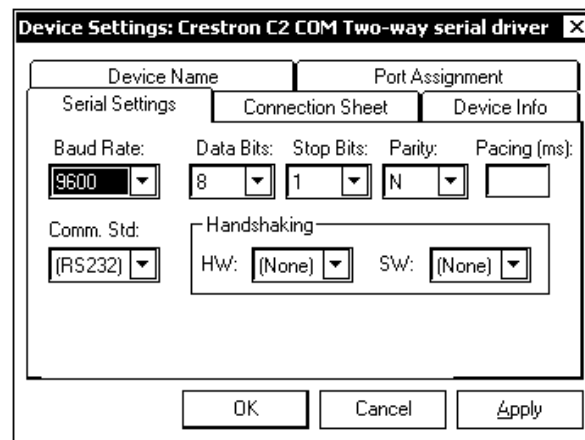 Device Settings: Crestron C2 COM Two-way serial driver
Device Name Port Assignment
Serial Settings Connection Sheet Device Info
Baud Rate: Data Bits: Stop Bits: Parity: Pacing (ms):
9600 8 1 N
Comm. Std: Handshaking
(RS232) HW: (None) SW: (None)
OK Cancel Apply